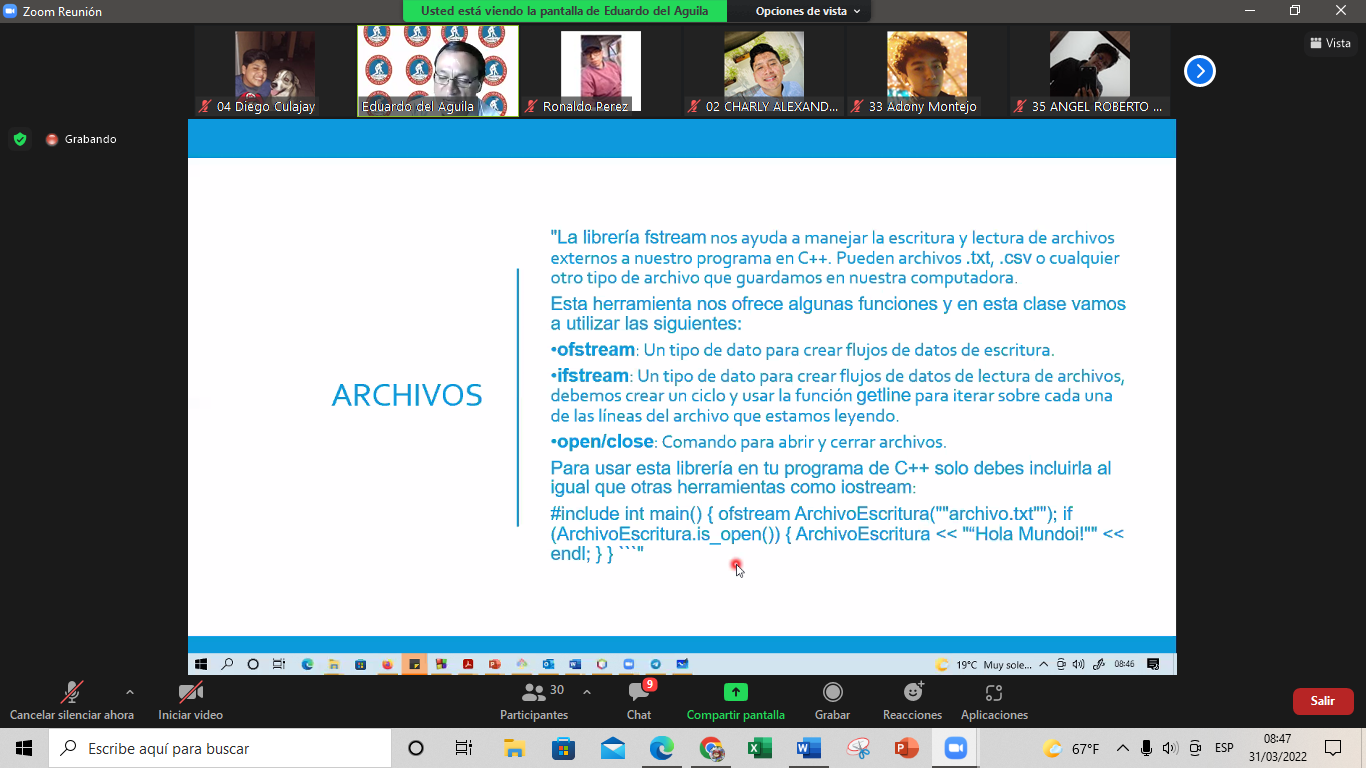 Zoom Reunión
Usted está viendo la pantalla de Eduardo del Aguila
Opciones de vista
Vista
04 Diego Culajay
Eduardo del Aguila
Ronaldo Perez
02 CHARLY ALEXAND...
33 Adony Montejo
35 ANGEL ROBERTO ...
Grabando
ARCHIVOS
"La librería fstream nos ayuda a manejar la escritura y lectura de archivos
externos a nuestro programa en C++. Pueden archivos .txt, .csv o cualquier
otro tipo de archivo que guardamos en nuestra computadora.
Esta herramienta nos ofrece algunas funciones y en esta clase vamos
a utilizar las siguientes:
•ofstream: Un tipo de dato para crear flujos de datos de escritura.
•ifstream: Un tipo de dato para crear flujos de datos de lectura de archivos,
debemos crear un ciclo y usar la función getline para iterar sobre cada una
de las líneas del archivo que estamos leyendo.
•open/close: Comando para abrir y cerrar archivos.
Para usar esta librería en tu programa de C++ solo debes incluirla al
igual que otras herramientas como iostream:
#include int main() { ofstream ArchivoEscritura(""archivo.txt""); if
(ArchivoEscritura.is_open()) { ArchivoEscritura << "“Hola Mundoi!"" <<
endl; } } ```"
19°C Muy sole... 08:46
Cancelar silenciar ahora
Iniciar video
30
Participantes
9
Chat
Compartir pantalla
Grabar
Reacciones
Aplicaciones
Salir
Escribe aquí para buscar
67°F
ESP
08:47
31/03/2022